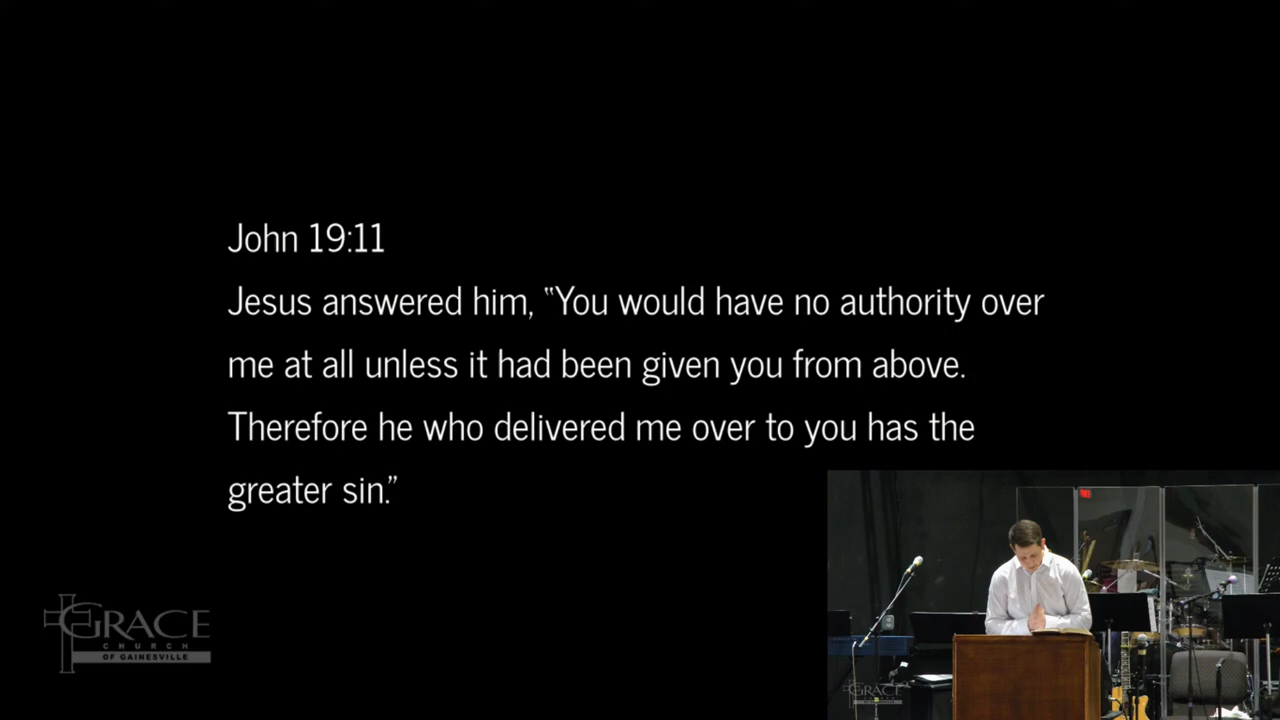 John 19:11
Jesus answered him, “You would have no authority over
me at all unless it had been given you from above.
Therefore he who delivered me over to you has the
greater sin.”
GRACE
CHURCH
OF GAINESVILLE
GRACE